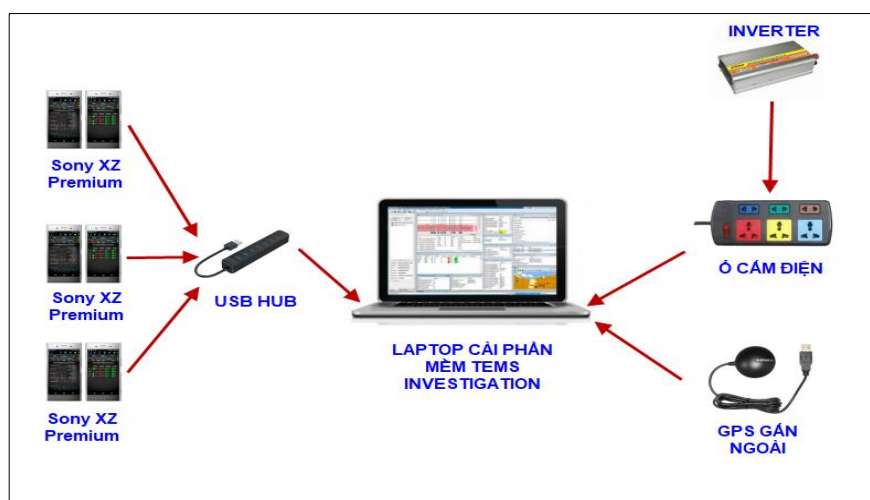 INVERTER
Sony XZ
Premium
Sony XZ
Premium
USB HUB
Ổ CẮM ĐIỆN
LAPTOP CÀI PHẦN
MỀM TEMS
INVESTIGATION
Sony XZ
Premium
GPS GẮN
NGOÀI